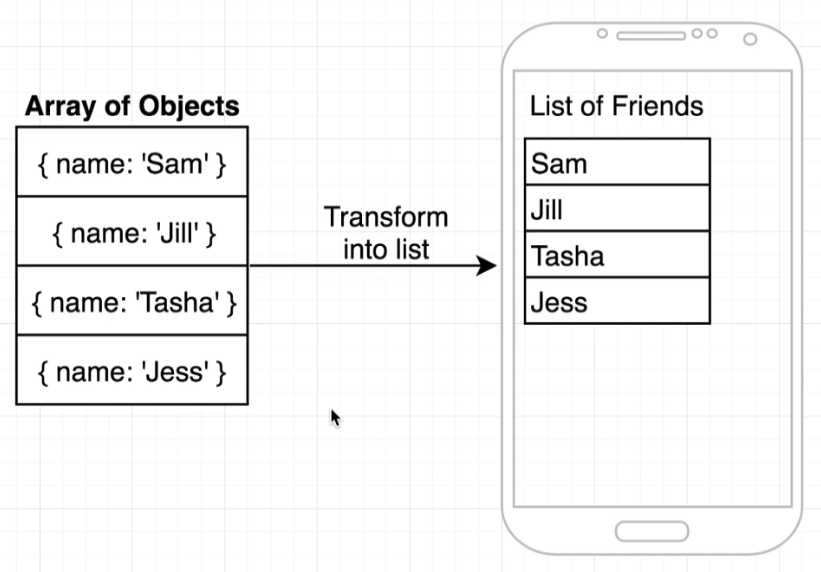 Array of Objects
{ name: 'Sam' }
{ name: 'Jill' }
{ name: 'Tasha' }
{ name: 'Jess' }
Transform
into list
List of Friends
Sam
Jill
Tasha
Jess